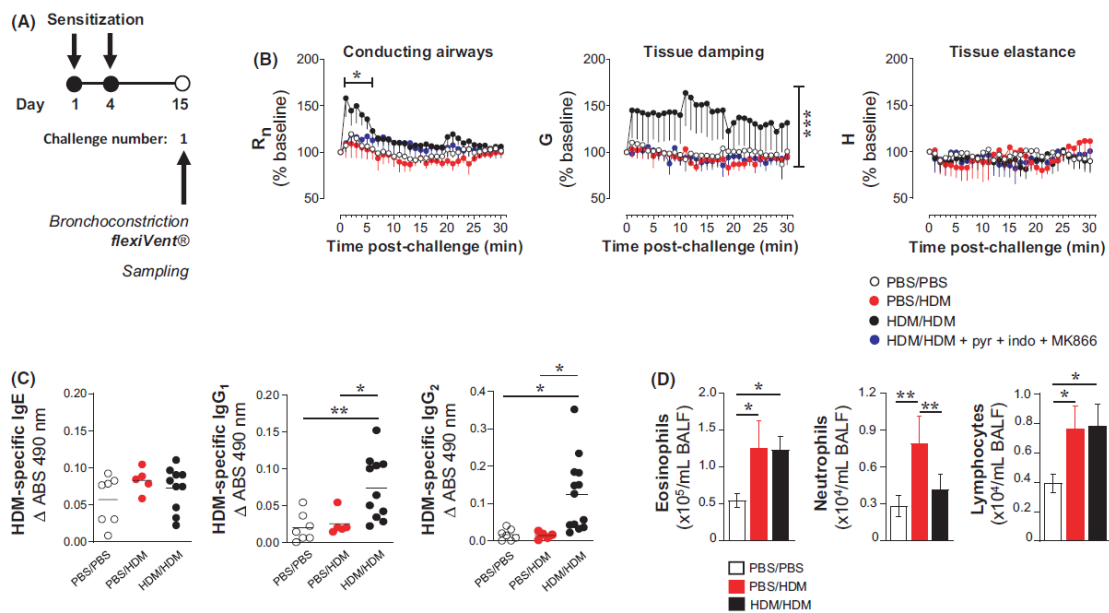 (A)
Sensitization
Day 1 4 15
Challenge number: 1
Bronchoconstriction
flexiVent®
Sampling
(B)
Conducting airways
Rn
(% baseline)
200
150
100
50
0 5 10 15 20 25 30
Time post-challenge (min)
*
Tissue damping
G
(% baseline)
200
150
100
50
0 5 10 15 20 25 30
Time post-challenge (min)
***
Tissue elastance
H
(% baseline)
200
150
100
50
0 5 10 15 20 25 30
Time post-challenge (min)
PBS/PBS
PBS/HDM
HDM/HDM
HDM/HDM + pyr + indo + MK866
(C)
HDM-specific IgE
Δ ABS 490 nm
0.20
0.15
0.10
0.05
0.00
PBS/PBS
PBS/HDM
HDM/HDM
HDM-specific IgG1
Δ ABS 490 nm
0.20
0.15
0.10
0.05
0.00
*
**
PBS/PBS
PBS/HDM
HDM/HDM
HDM-specific IgG2
Δ ABS 490 nm
0.4
0.3
0.2
0.1
0.0
*
*
PBS/PBS
PBS/HDM
HDM/HDM
(D)
Eosinophils
(x10⁵/mL BALF)
2.0
1.5
1.0
0.5
0.0
*
*
Neutrophils
(x10⁴/mL BALF)
1.2
0.9
0.6
0.3
0.0
**
**
Lymphocytes
(x10⁴/mL BALF)
1.00
0.75
0.50
0.25
0.0
*
*
PBS/PBS
PBS/HDM
HDM/HDM